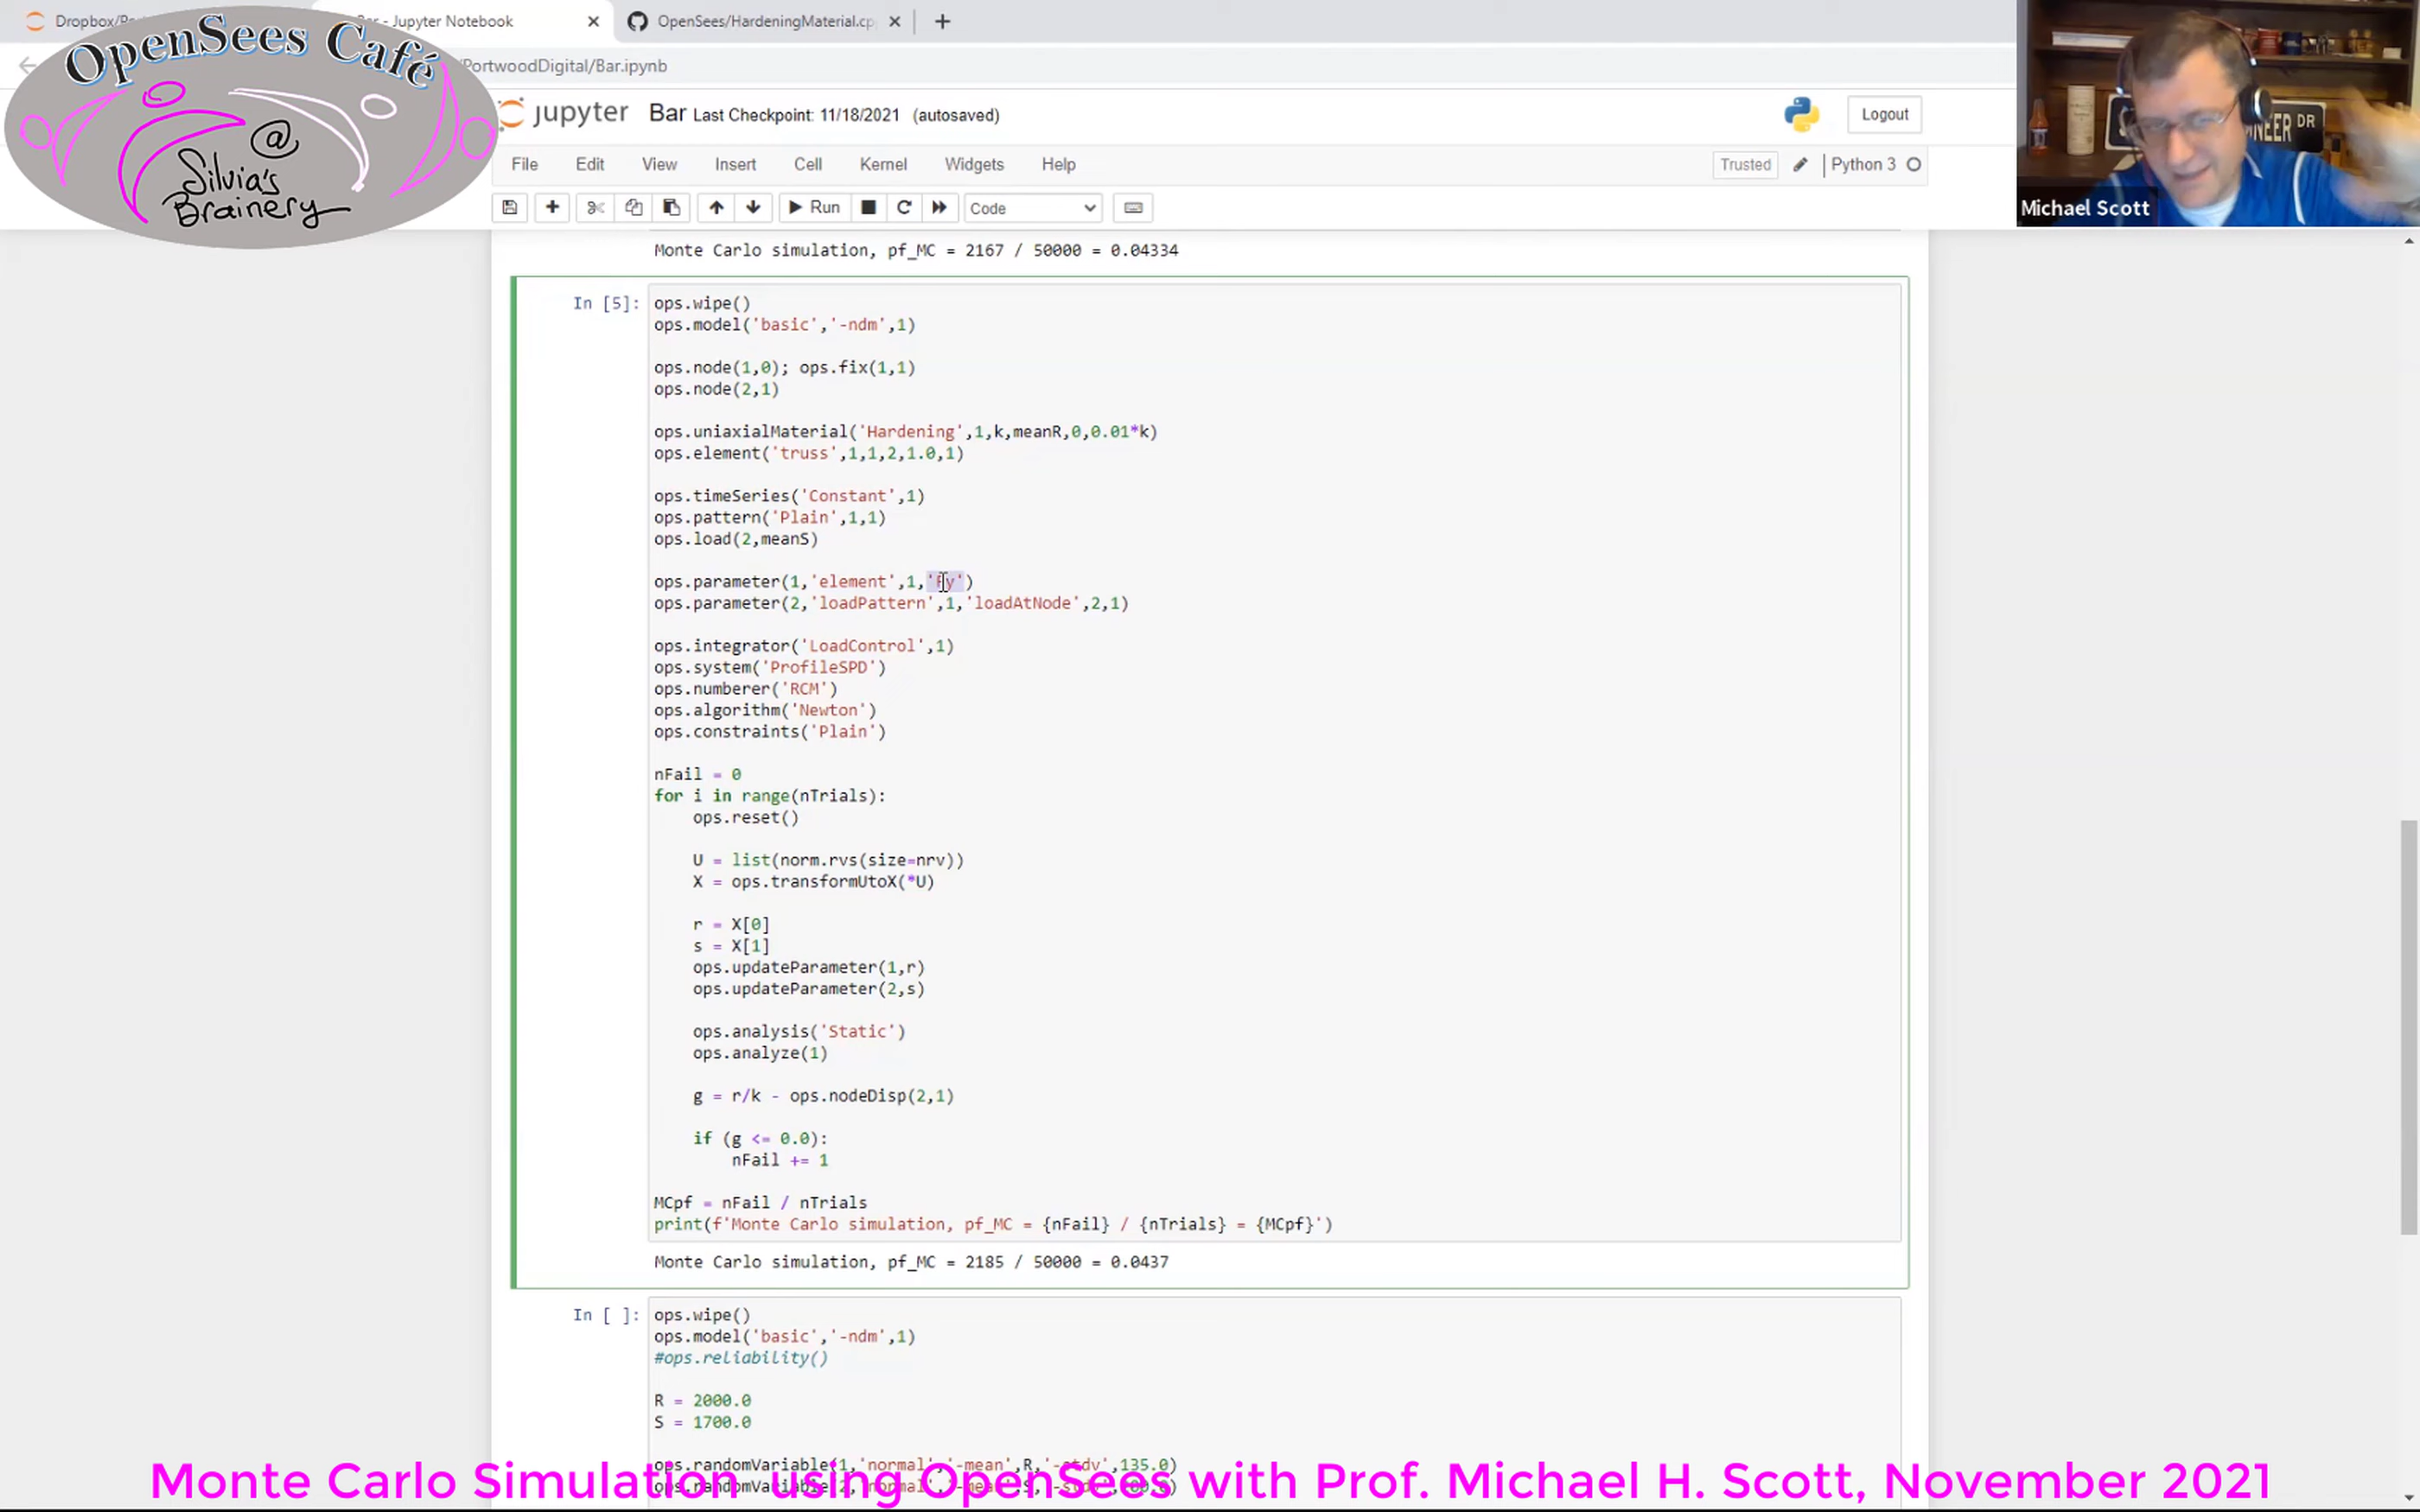 Dropbox/P
- Jupyter Notebook
OpenSees/HardeningMaterial.cp
/PortwoodDigital/Bar.ipynb
OpenSees Café
@
Silvia's
Brainery
jupyter Bar Last Checkpoint: 11/18/2021 (autosaved)
Logout
File Edit View Insert Cell Kernel Widgets Help
Trusted Python 3
Run Code
NEER DR
Michael Scott
Monte Carlo simulation, pf_MC = 2167 / 50000 = 0.04334
In [5]:
ops.wipe()
ops.model('basic','-ndm',1)
ops.node(1,0); ops.fix(1,1)
ops.node(2,1)
ops.uniaxialMaterial('Hardening',1,k,meanR,0,0.01*k)
ops.element('truss',1,1,2,1.0,1)
ops.timeSeries('Constant',1)
ops.pattern('Plain',1,1)
ops.load(2,meanS)
ops.parameter(1,'element',1,'Fy')
ops.parameter(2,'loadPattern',1,'loadAtNode',2,1)
ops.integrator('LoadControl',1)
ops.system('ProfileSPD')
ops.numberer('RCM')
ops.algorithm('Newton')
ops.constraints('Plain')
nFail = 0
for i in range(nTrials):
ops.reset()
U = list(norm.rvs(size=nrv))
X = ops.transformUtoX(*U)
r = X[0]
s = X[1]
ops.updateParameter(1,r)
ops.updateParameter(2,s)
ops.analysis('Static')
ops.analyze(1)
g = r/k - ops.nodeDisp(2,1)
if (g <= 0.0):
nFail += 1
MCpf = nFail / nTrials
print(f'Monte Carlo simulation, pf_MC = {nFail} / {nTrials} = {MCpf}')
Monte Carlo simulation, pf_MC = 2185 / 50000 = 0.0437
In [ ]:
ops.wipe()
ops.model('basic','-ndm',1)
#ops.reliability()
R = 2000.0
S = 1700.0
ops.randomVariable(1,'normal','-mean',R,'-stdv',135.0)
Monte Carlo Simulation using OpenSees with Prof. Michael H. Scott, November 2021